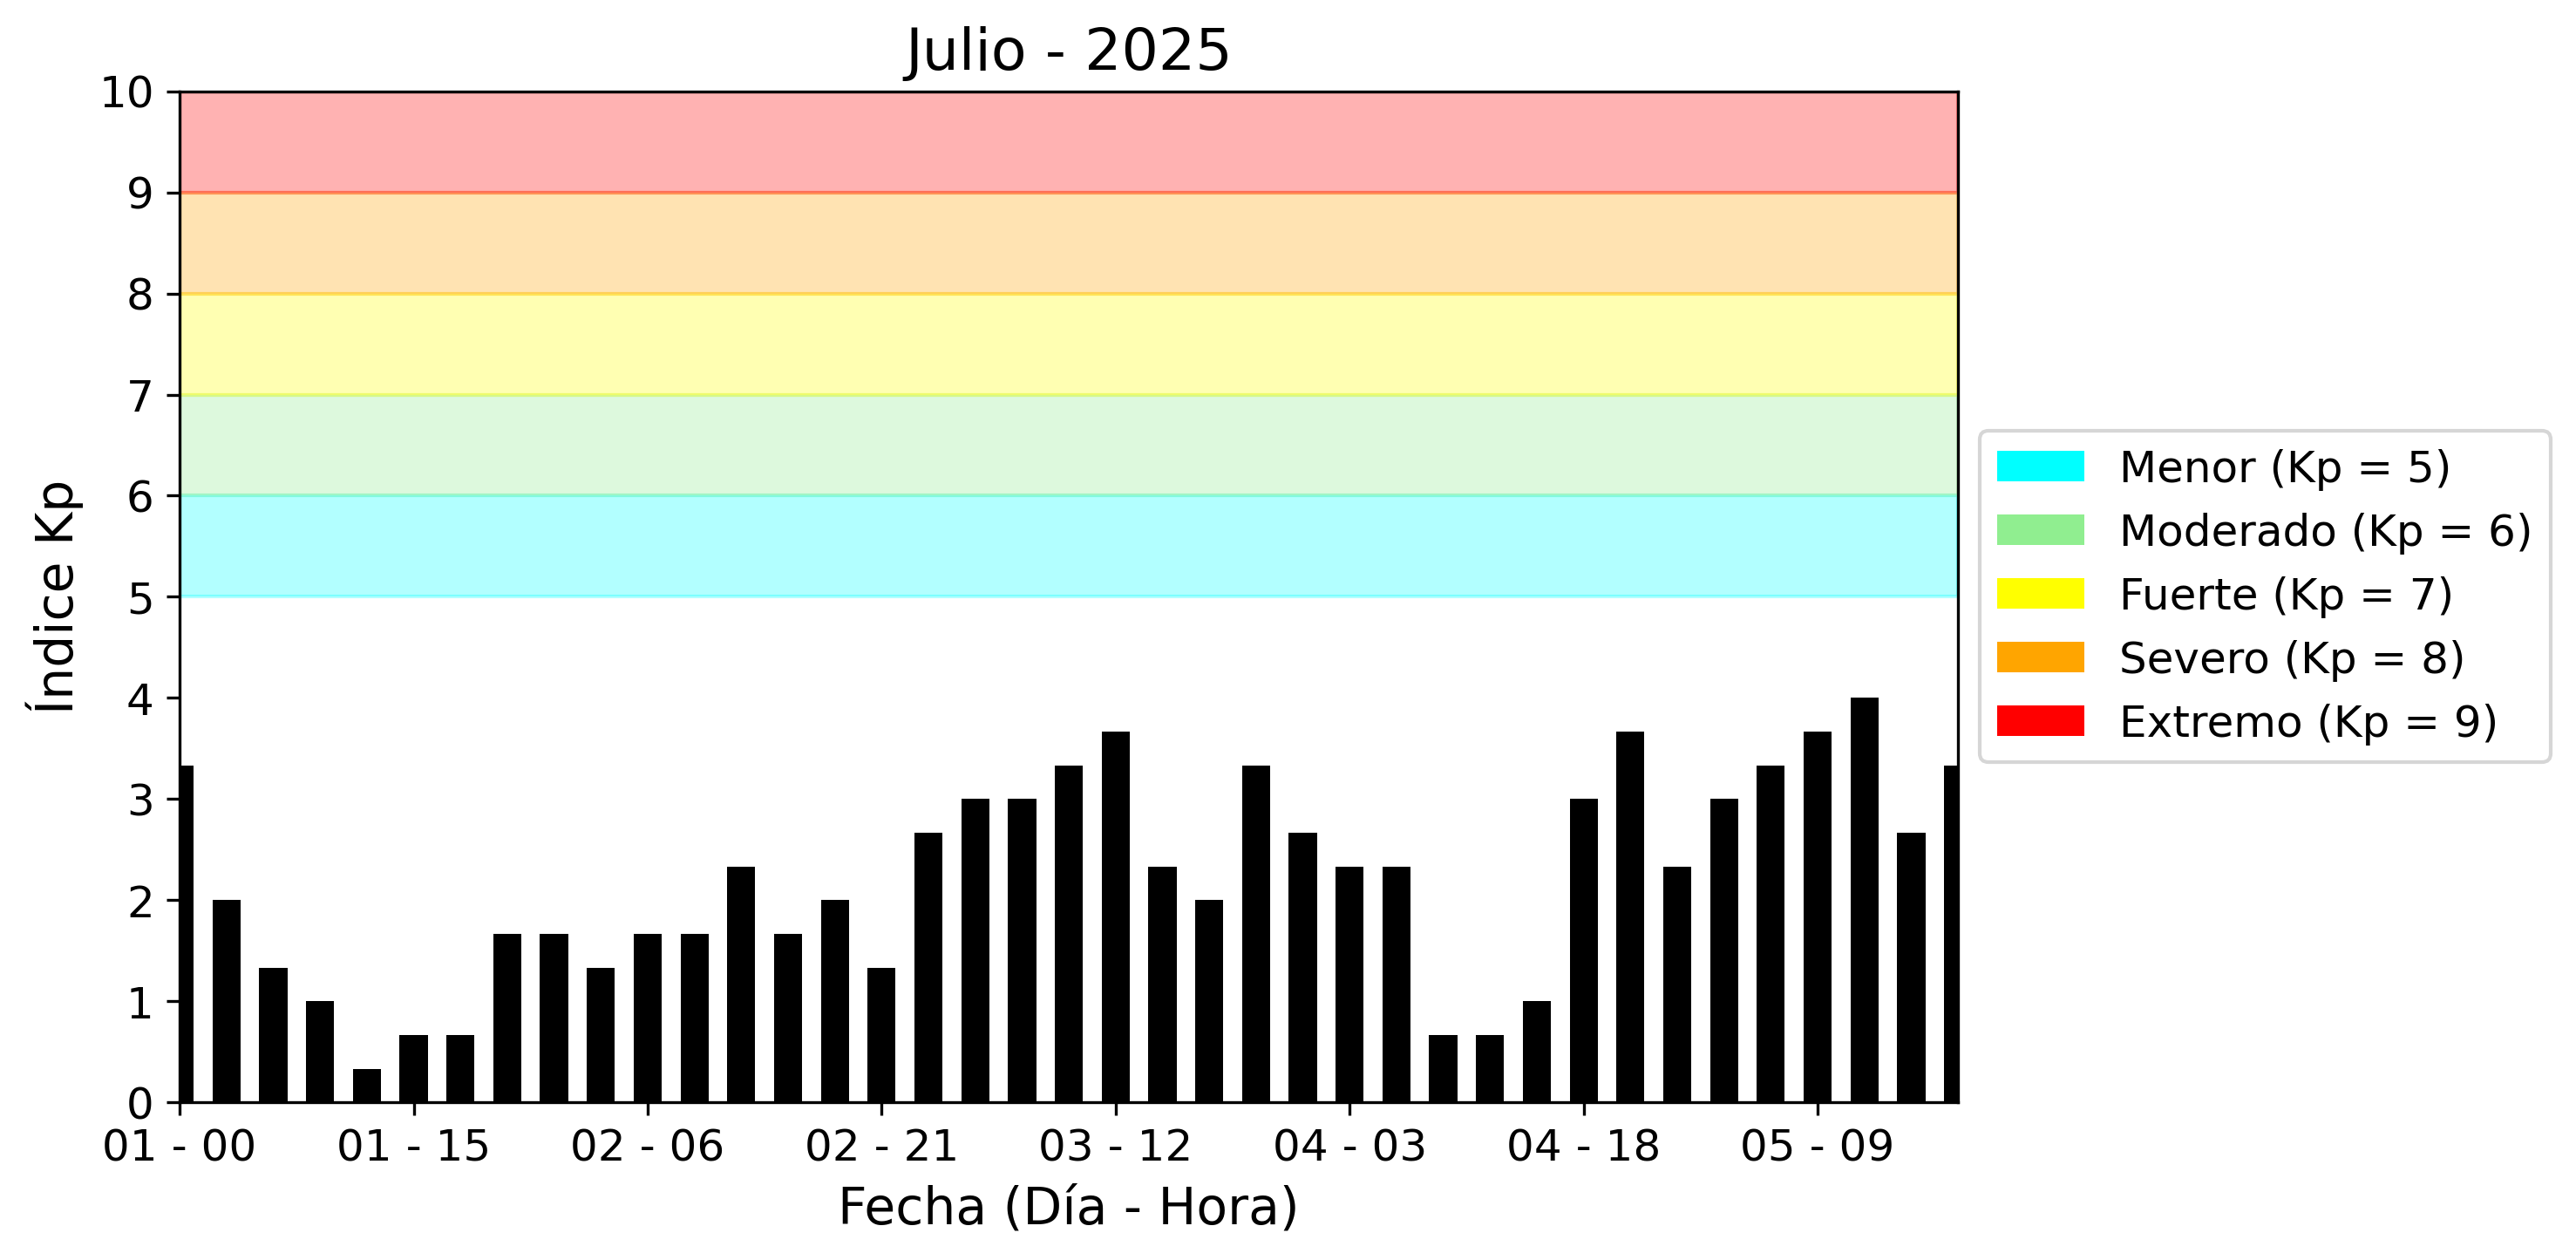 Julio - 2025
10
9
8
7
6
5
4
3
2
1
0
Índice Kp
01 - 00
01 - 15
02 - 06
02 - 21
03 - 12
04 - 03
04 - 18
05 - 09
Fecha (Día - Hora)
Menor (Kp = 5)
Moderado (Kp = 6)
Fuerte (Kp = 7)
Severo (Kp = 8)
Extremo (Kp = 9)